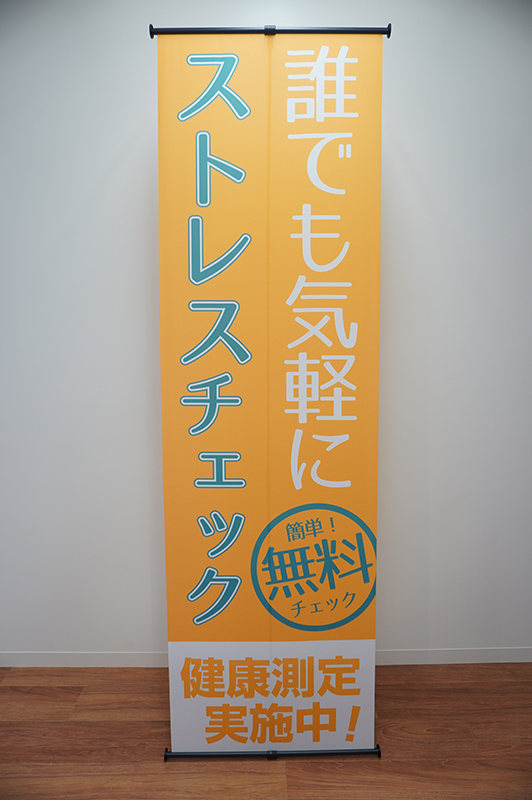 誰でも気軽に
ストレスチェック
簡単！
無料
チェック
健康測定
実施中！